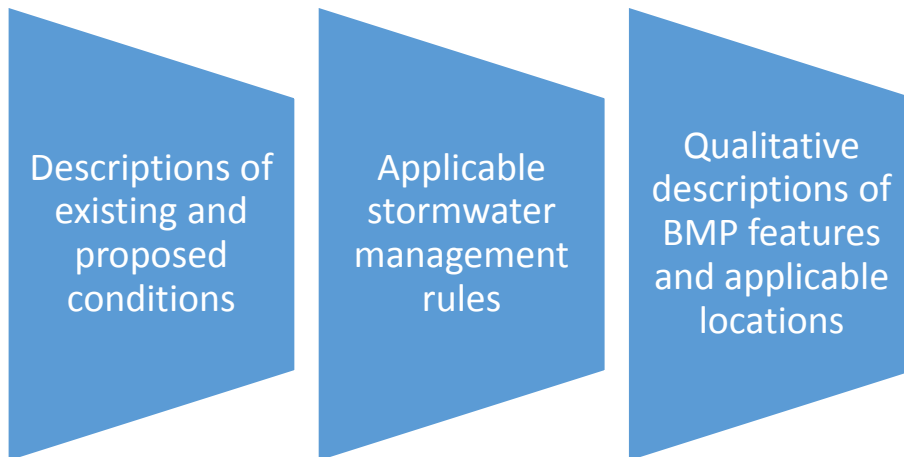 Descriptions of
existing and
proposed
conditions
Applicable
stormwater
management
rules
Qualitative
descriptions of
BMP features
and applicable
locations